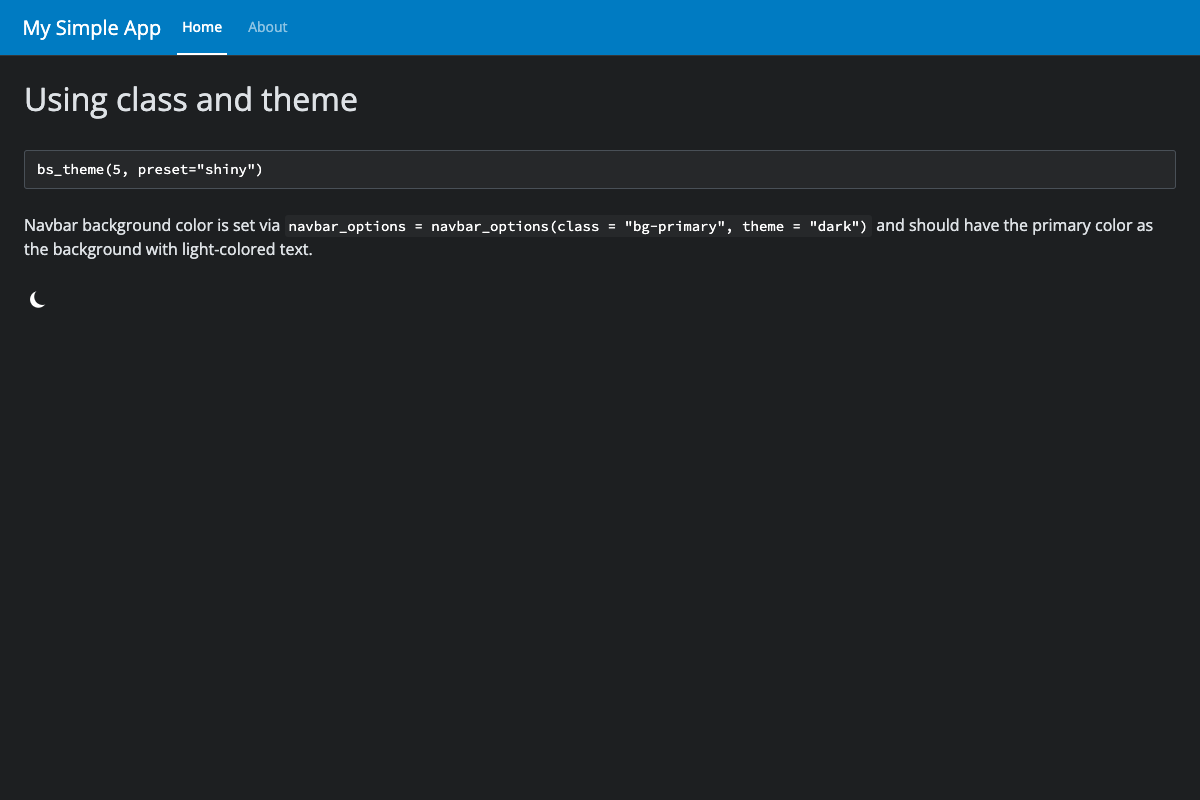 My Simple App Home About
Using class and theme
bs_theme(5, preset="shiny")
Navbar background color is set via navbar_options = navbar_options(class = "bg-primary", theme = "dark") and should have the primary color as
the background with light-colored text.